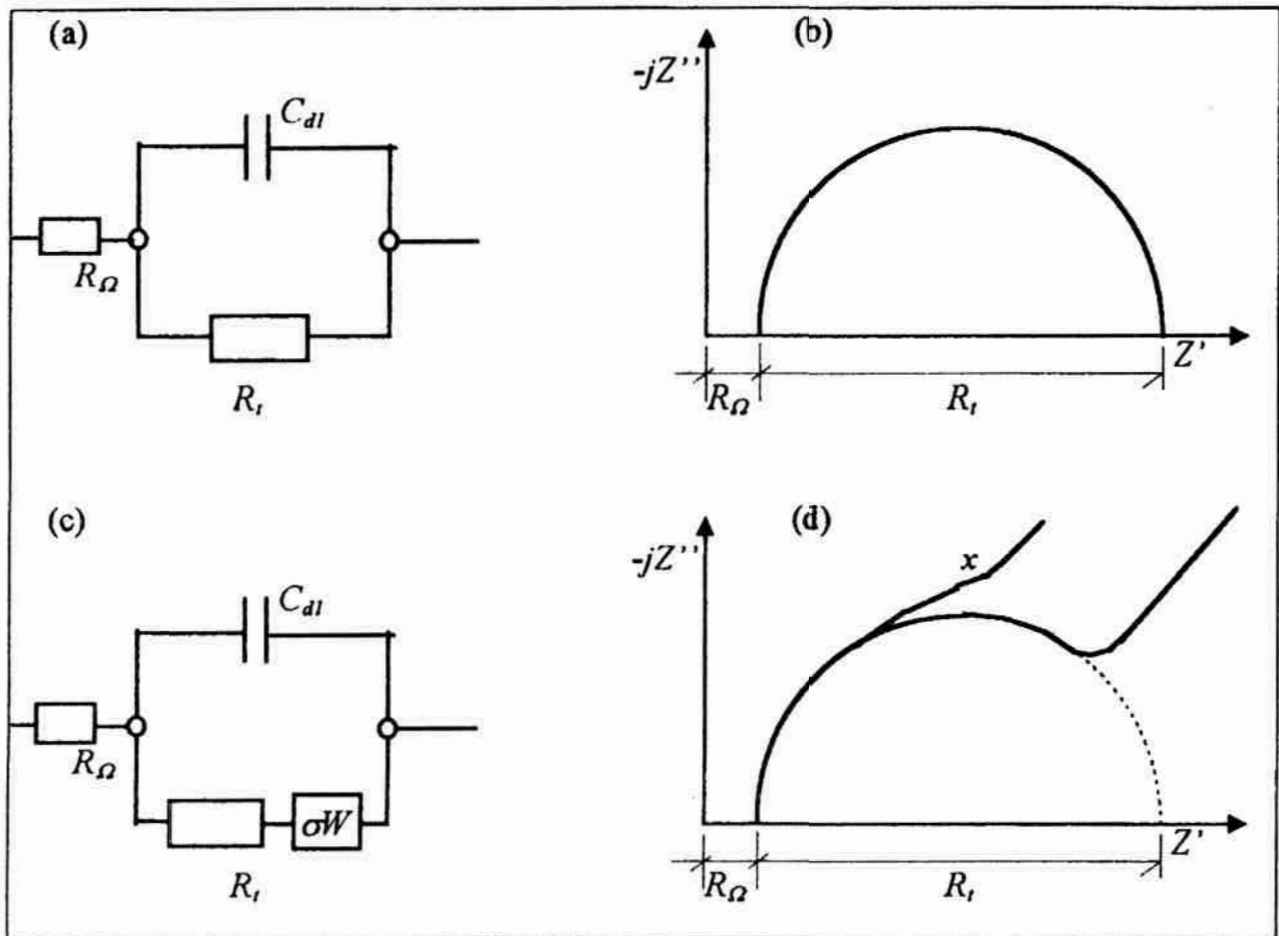 (a)
C_dl
R_Ω
R_t
(b)
-jZ''
Z'
R_Ω
R_t
(c)
C_dl
R_Ω
σW
R_t
(d)
-jZ''
x
Z'
R_Ω
R_t